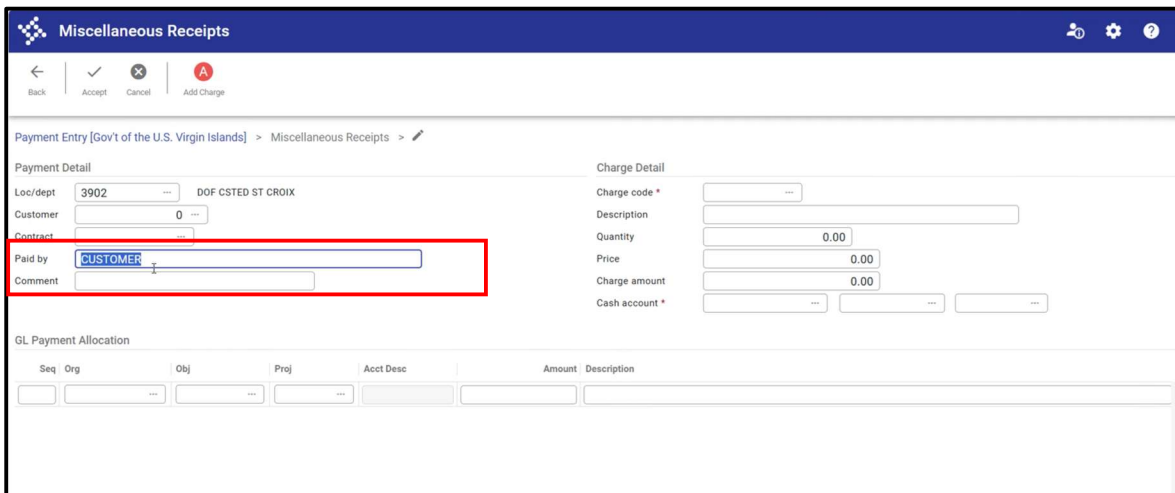 Miscellaneous Receipts
Back Accept Cancel A Add Charge
Payment Entry [Gov't of the U.S. Virgin Islands] > Miscellaneous Receipts >
Payment Detail
Loc/dept 3902 ... DOF CSTED ST CROIX
Customer 0 ...
Contract ...
Paid by CUSTOMER
Comment
Charge Detail
Charge code * ...
Description
Quantity 0.00
Price 0.00
Charge amount 0.00
Cash account * ... ... ...
GL Payment Allocation
Seq Org Obj Proj Acct Desc Amount Description
... ... ...